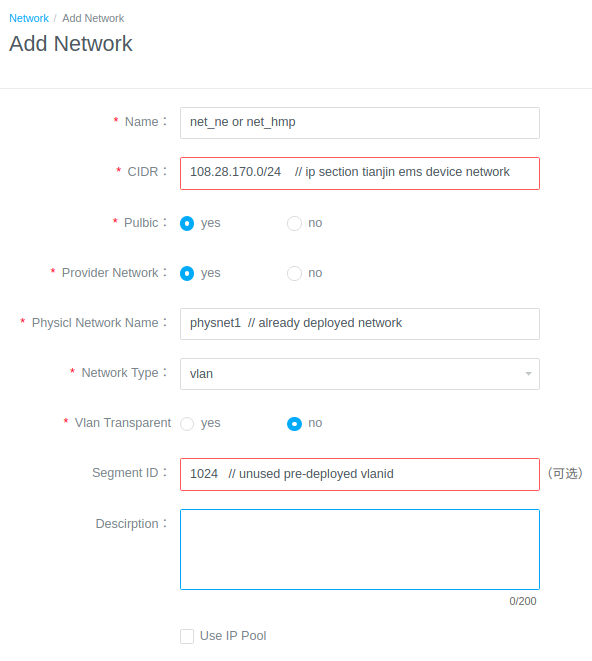 Network / Add Network
Add Network
* Name： net_ne or net_hmp
* CIDR： 108.28.170.0/24 // ip section tianjin ems device network
* Pulbic： yes no
* Provider Network： yes no
* Physicl Network Name： physnet1 // already deployed network
* Network Type： vlan
* Vlan Transparent yes no
Segment ID： 1024 // unused pre-deployed vlanid （可选）
Descirption：
0/200
Use IP Pool